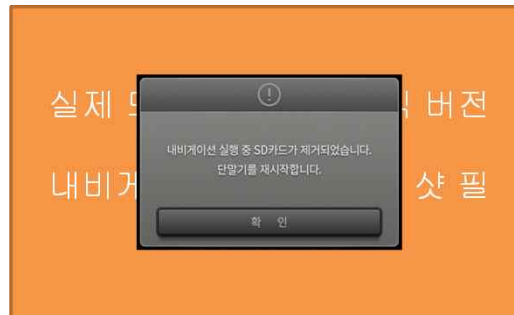 실제 버전
내비게이션 실행 중 SD카드가 제거되었습니다.
단말기를 재시작합니다.
내비 샷 필
확 인